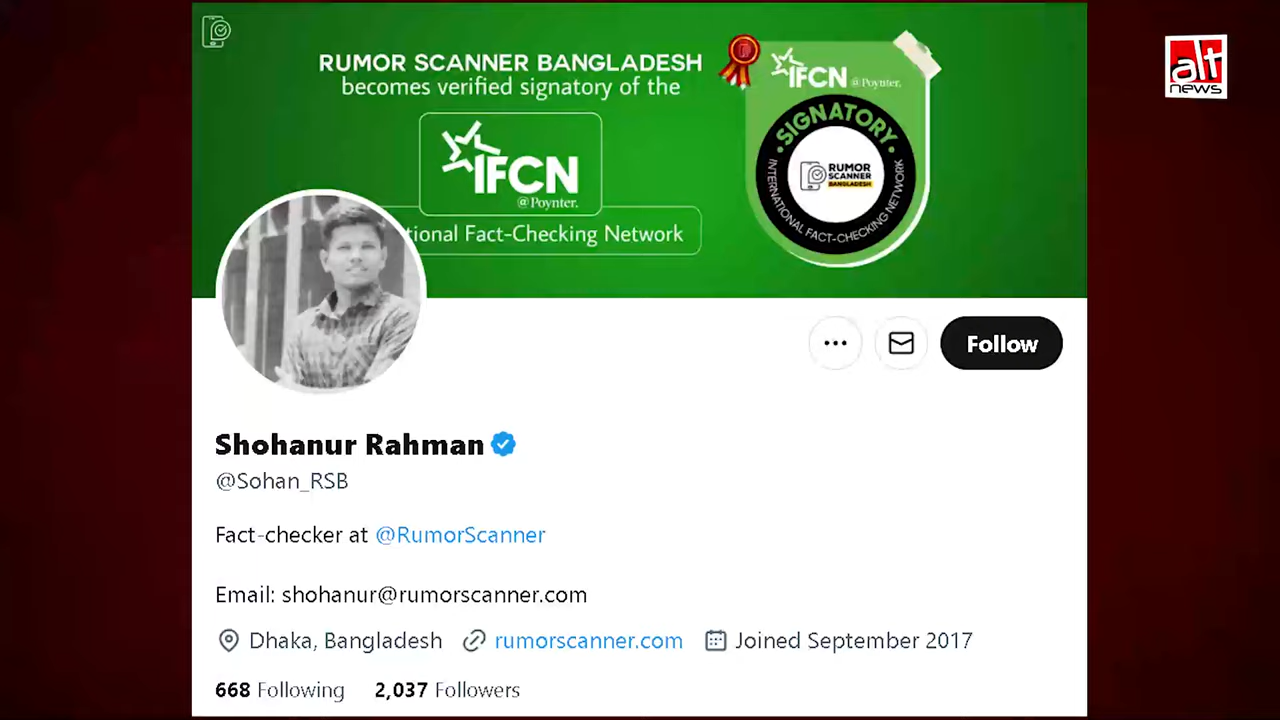 RUMOR SCANNER BANGLADESH
becomes verified signatory of the
IFCN
@Poynter.
tional Fact-Checking Network
IFCN @Poynter.
SIGNATORY
RUMOR
SCANNER
BANGLADESH
INTERNATIONAL FACT-CHECKING NETWORK
alt
news
Follow
Shohanur Rahman
@Sohan_RSB
Fact-checker at @RumorScanner
Email: shohanur@rumorscanner.com
Dhaka, Bangladesh rumorscanner.com Joined September 2017
668 Following 2,037 Followers